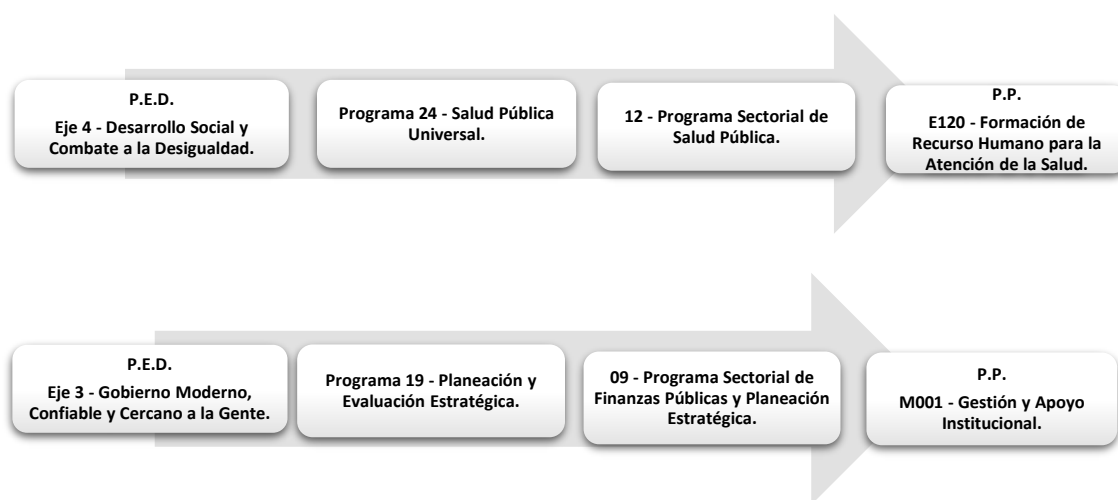 P.E.D.
Eje 4 - Desarrollo Social y
Combate a la Desigualdad.
Programa 24 - Salud Pública
Universal.
12 - Programa Sectorial de
Salud Pública.
P.P.
E120 - Formación de
Recurso Humano para la
Atención de la Salud.
P.E.D.
Eje 3 - Gobierno Moderno,
Confiable y Cercano a la Gente.
Programa 19 - Planeación y
Evaluación Estratégica.
09 - Programa Sectorial de
Finanzas Públicas y Planeación
Estratégica.
P.P.
M001 - Gestión y Apoyo
Institucional.